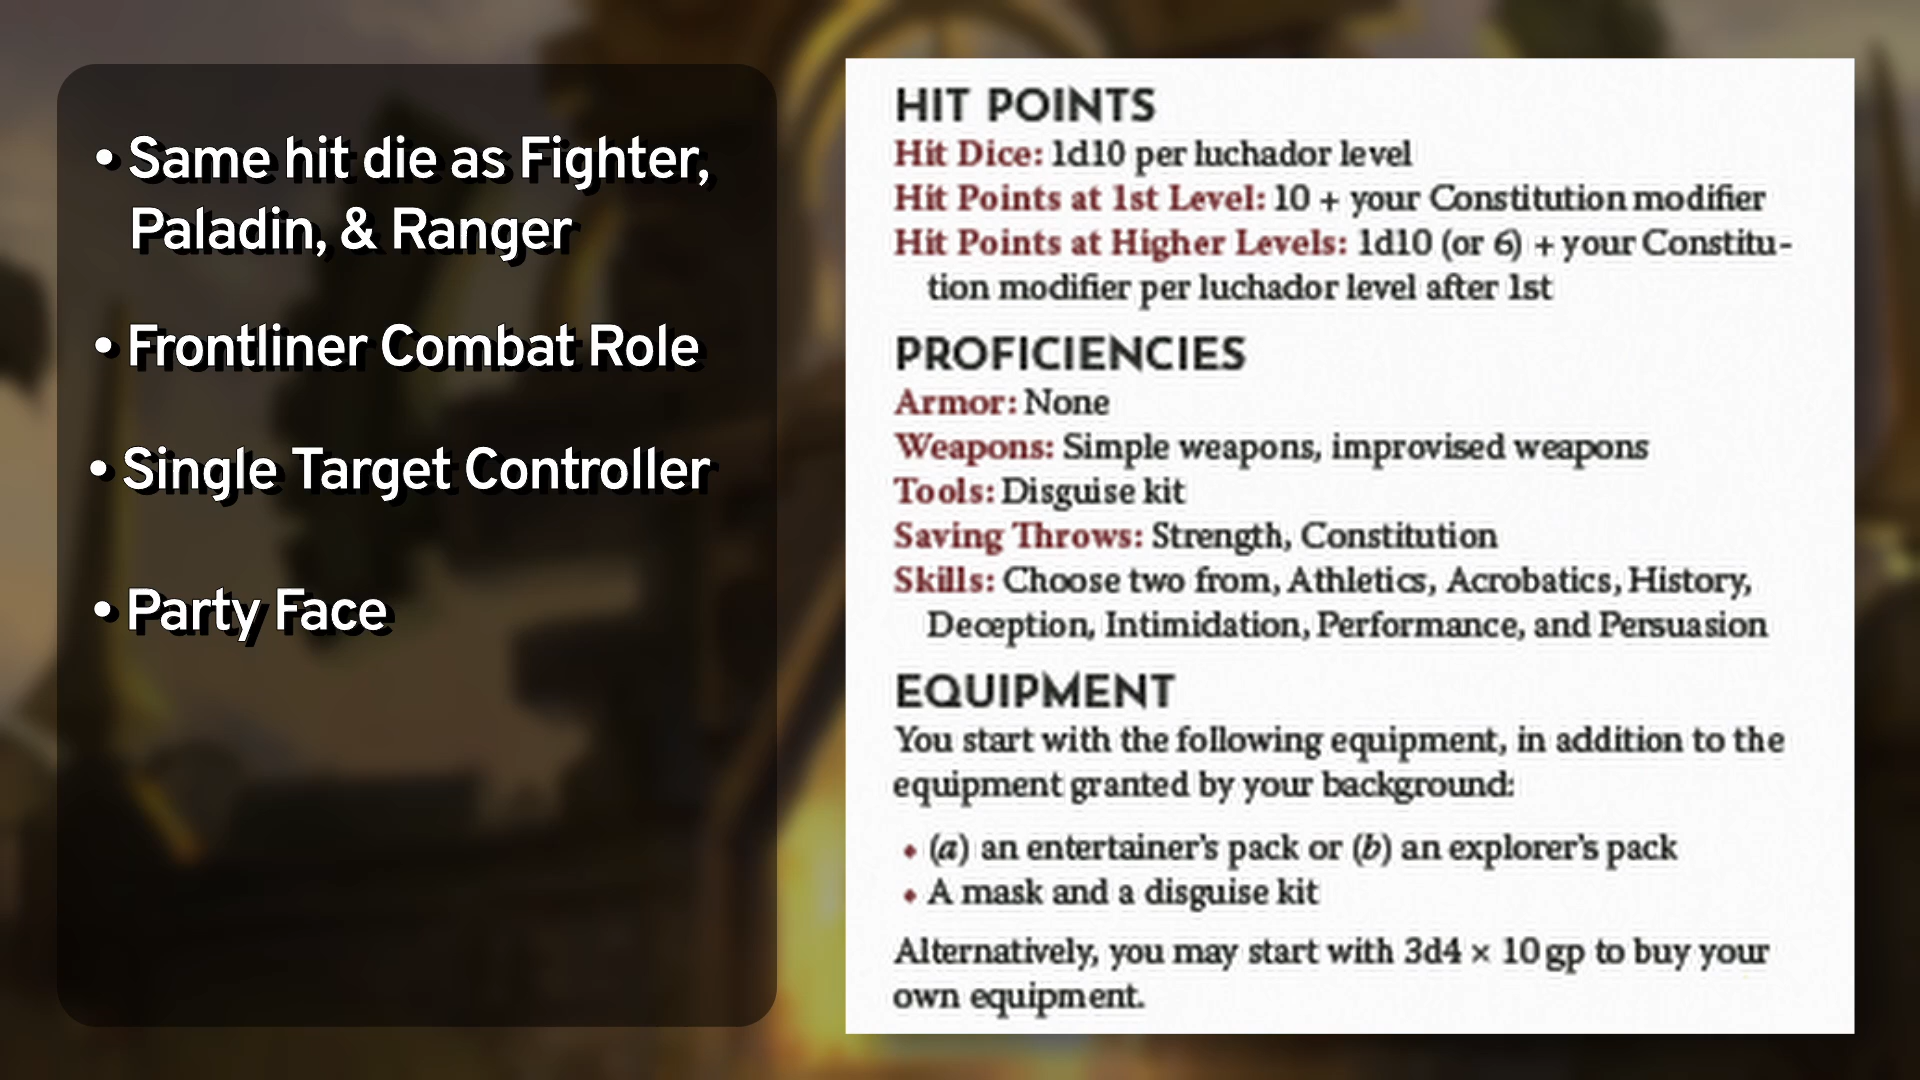 • Same hit die as Fighter,
Paladin, & Ranger
• Frontliner Combat Role
• Single Target Controller
• Party Face
HIT POINTS
Hit Dice: 1d10 per luchador level
Hit Points at 1st Level: 10 + your Constitution modifier
Hit Points at Higher Levels: 1d10 (or 6) + your Constitu-
tion modifier per luchador level after 1st
PROFICIENCIES
Armor: None
Weapons: Simple weapons, improvised weapons
Tools: Disguise kit
Saving Throws: Strength, Constitution
Skills: Choose two from, Athletics, Acrobatics, History,
Deception, Intimidation, Performance, and Persuasion
EQUIPMENT
You start with the following equipment, in addition to the
equipment granted by your background:
• (a) an entertainer's pack or (b) an explorer's pack
• A mask and a disguise kit
Alternatively, you may start with 3d4 × 10 gp to buy your
own equipment.